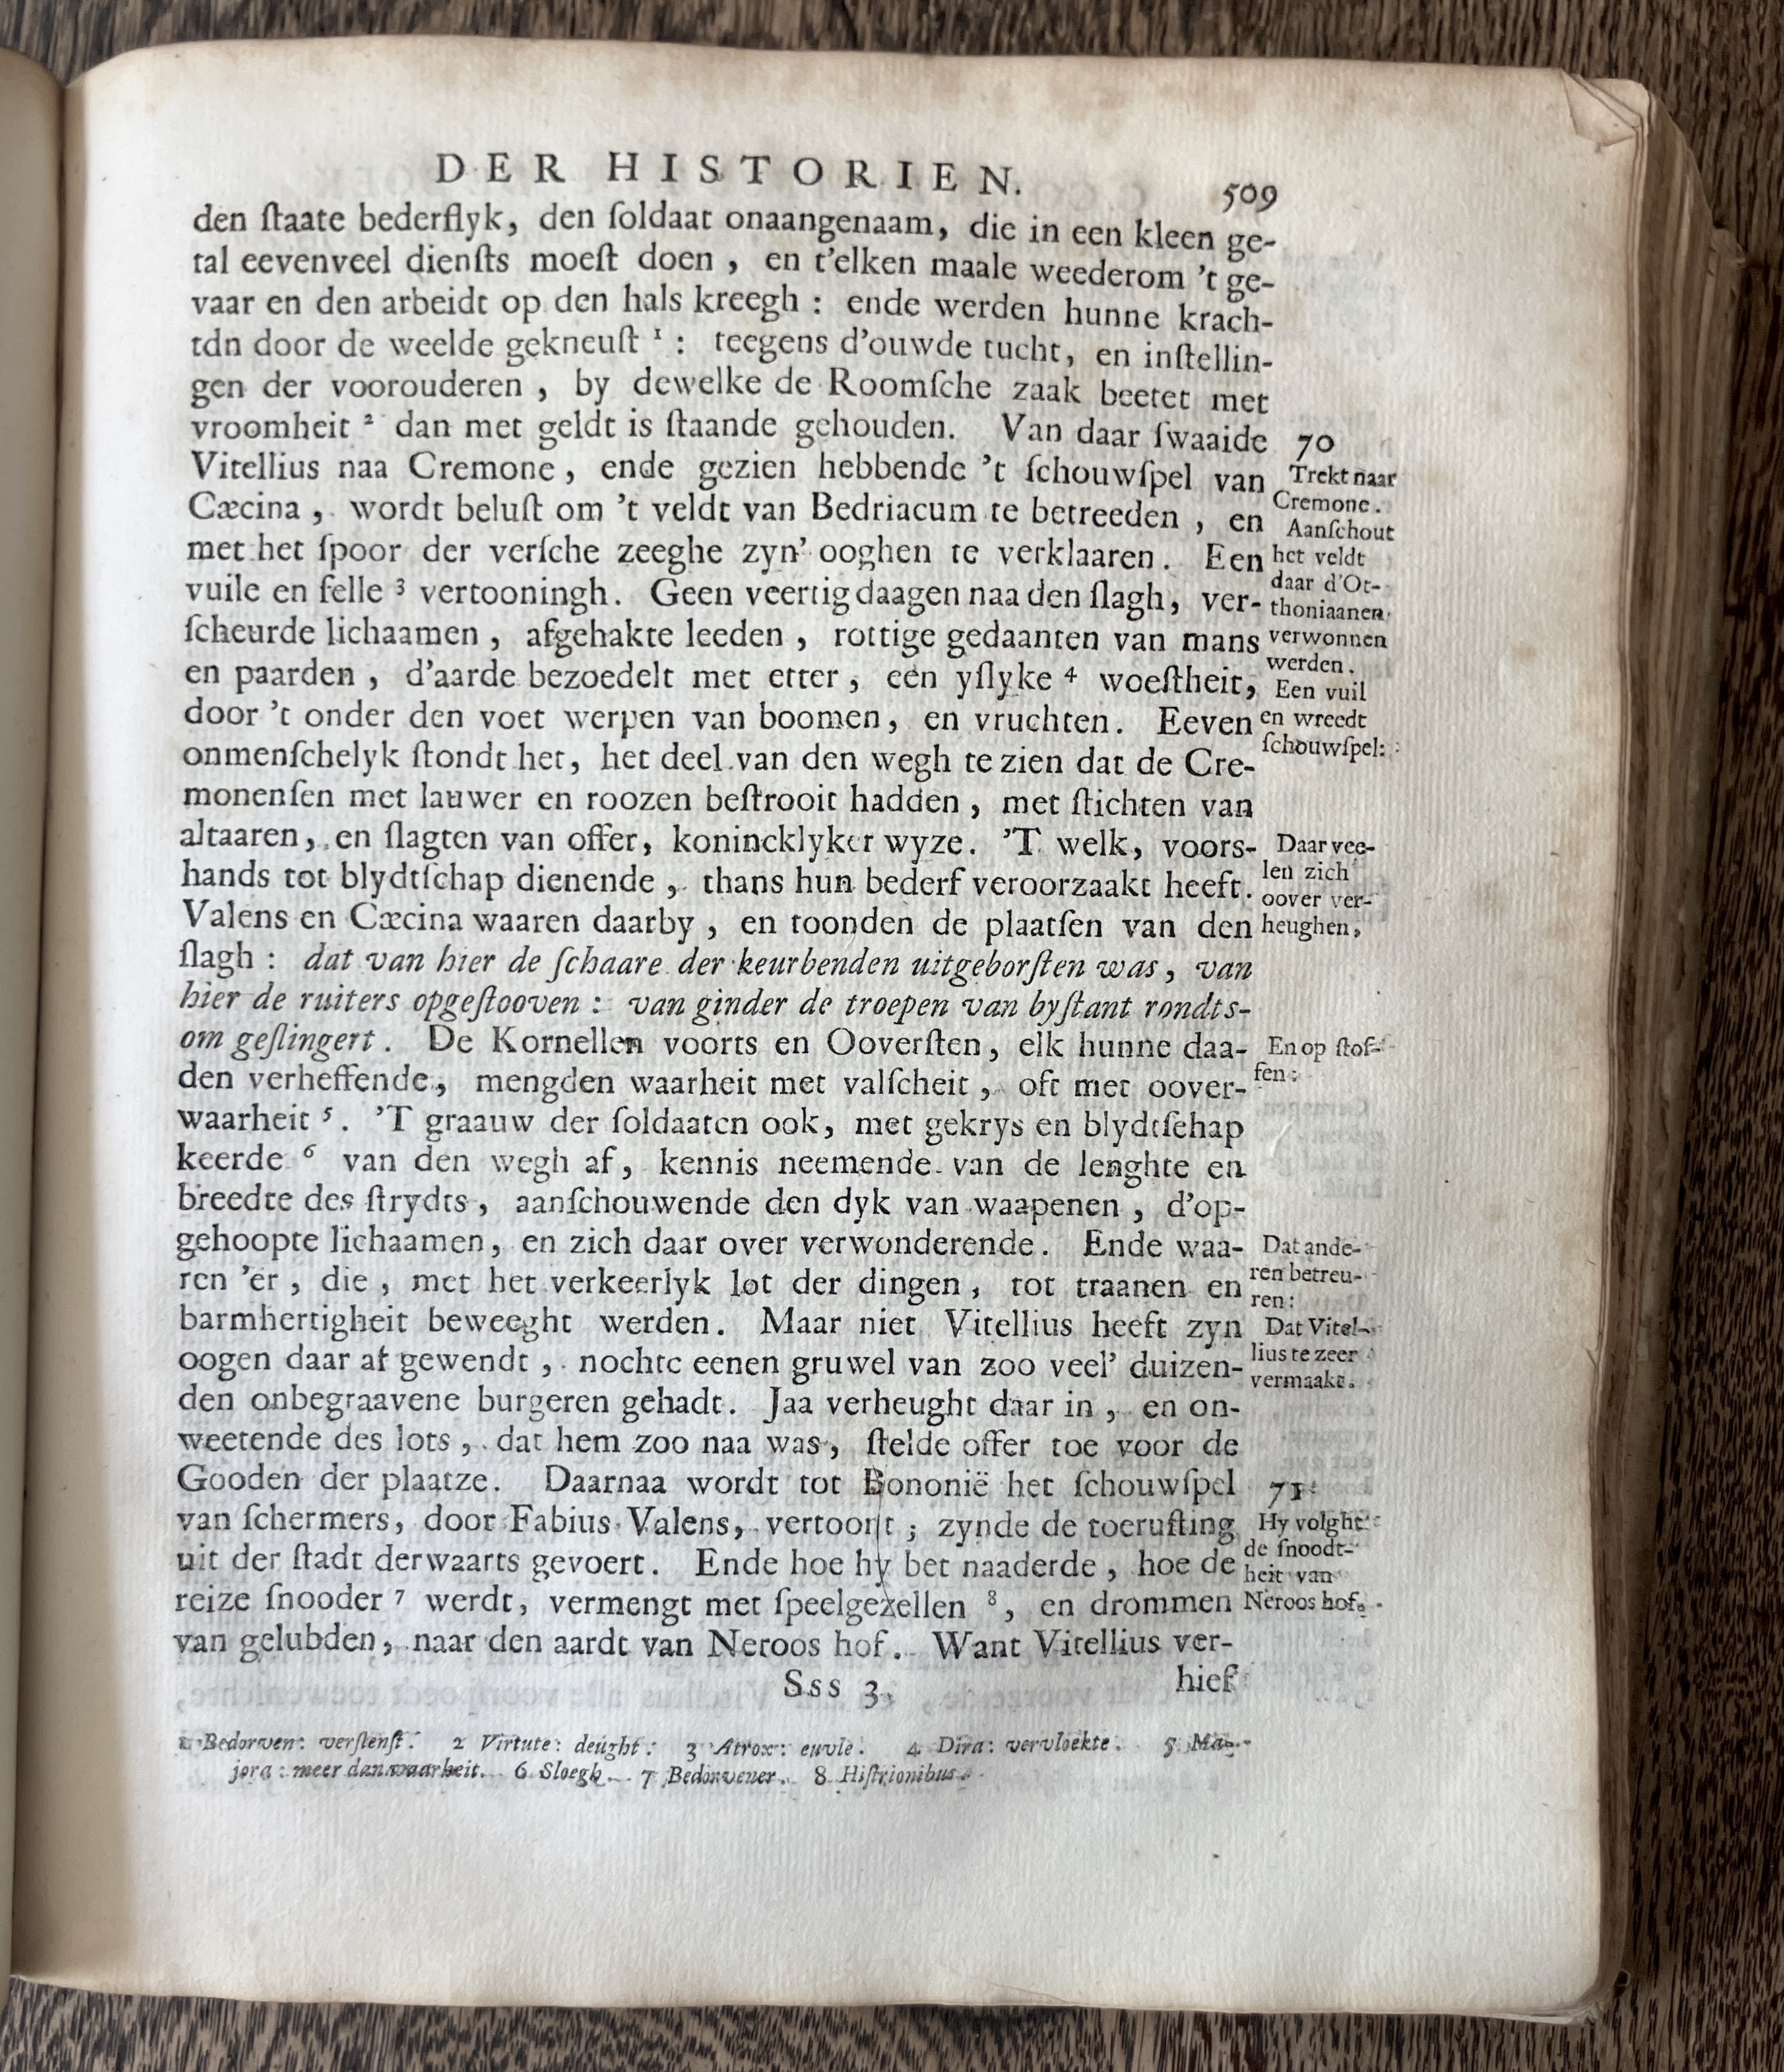 DER HISTORIEN. 509
den ſtaate bederflyk, den ſoldaat onaangenaam, die in een kleen ge-
tal eevenveel dienſts moeſt doen, en t'elken maale weederom 't ge-
vaar en den arbeidt op den hals kreegh: ende werden hunne krach-
tdn door de weelde gekneuſt ¹: teegens d'ouwde tucht, en inſtellin-
gen der voorouderen, by dewelke de Roomſche zaak beetet met
vroomheit ² dan met geldt is ſtaande gehouden. Van daar ſwaaide
Vitellius naa Cremone, ende gezien hebbende 't ſchouwſpel van
Cæcina, wordt beluſt om 't veldt van Bedriacum te betreeden, en
met het ſpoor der verſche zeeghe zyn' ooghen te verklaaren. Een
vuile en felle ³ vertooningh. Geen veertig daagen naa den ſlagh, ver-
ſcheurde lichaamen, afgehakte leeden, rottige gedaanten van mans
en paarden, d'aarde bezoedelt met etter, een yſlyke ⁴ woeſtheit,
door 't onder den voet werpen van boomen, en vruchten. Eeven
onmenſchelyk ſtondt het, het deel van den wegh te zien dat de Cre-
monenſen met lauwer en roozen beſtrooit hadden, met ſtichten van
altaaren, en ſlagten van offer, konincklyker wyze. 'T welk, voors-
hands tot blydtſchap dienende, thans hun bederf veroorzaakt heeft.
Valens en Cæcina waaren daarby, en toonden de plaatſen van den
ſlagh: dat van hier de ſchaare der keurbenden uitgeborſten was, van
hier de ruiters opgeſtooven: van ginder de troepen van byſtant rondts-
om geſlingert. De Kornellen voorts en Ooverſten, elk hunne daa-
den verheffende, mengden waarheit met valſcheit, oft met oover-
waarheit ⁵. 'T graauw der ſoldaaten ook, met gekrys en blydtſehap
keerde ⁶ van den wegh af, kennis neemende van de lenghte en
breedte des ſtrydts, aanſchouwende den dyk van waapenen, d'op-
gehoopte lichaamen, en zich daar over verwonderende. Ende waa-
ren 'er, die, met het verkeerlyk lot der dingen, tot traanen en
barmhertigheit beweeght werden. Maar niet Vitellius heeft zyn
oogen daar af gewendt, nochte eenen gruwel van zoo veel' duizen-
den onbegraavene burgeren gehadt. Jaa verheught daar in, en on-
weetende des lots, dat hem zoo naa was, ſtelde offer toe voor de
Gooden der plaatze. Daarnaa wordt tot Bononië het ſchouwſpel
van ſchermers, door Fabius Valens, vertoont; zynde de toeruſting
uit der ſtadt derwaarts gevoert. Ende hoe hy bet naaderde, hoe de
reize ſnooder ⁷ werdt, vermengt met ſpeelgezellen ⁸, en drommen
van gelubden, naar den aardt van Neroos hof. Want Vitellius ver-
Sss 3 hief
70
Trekt naar
Cremone.
Aanſchout
het veldt
daar d'Ot-
thoniaanen
verwonnen
werden.
Een vuil
en wreedt
ſchouwſpel:
Daar vee-
len zich
oover ver-
heughen,
En op ſtof-
fen:
Dat ande-
ren betreu-
ren:
Dat Vitel-
lius te zeer
vermaakt.
71
Hy volght
de ſnoodt-
heit van
Neroos hof.
1 Bedorven: verſlenſt. 2 Virtute: deught: 3 Atrox: euvle. 4 Dira: vervloekte. 5 Ma-
jora: meer dan waarheit. 6 Sloegh. 7 Bedorvener. 8 Hiſtrionibus.